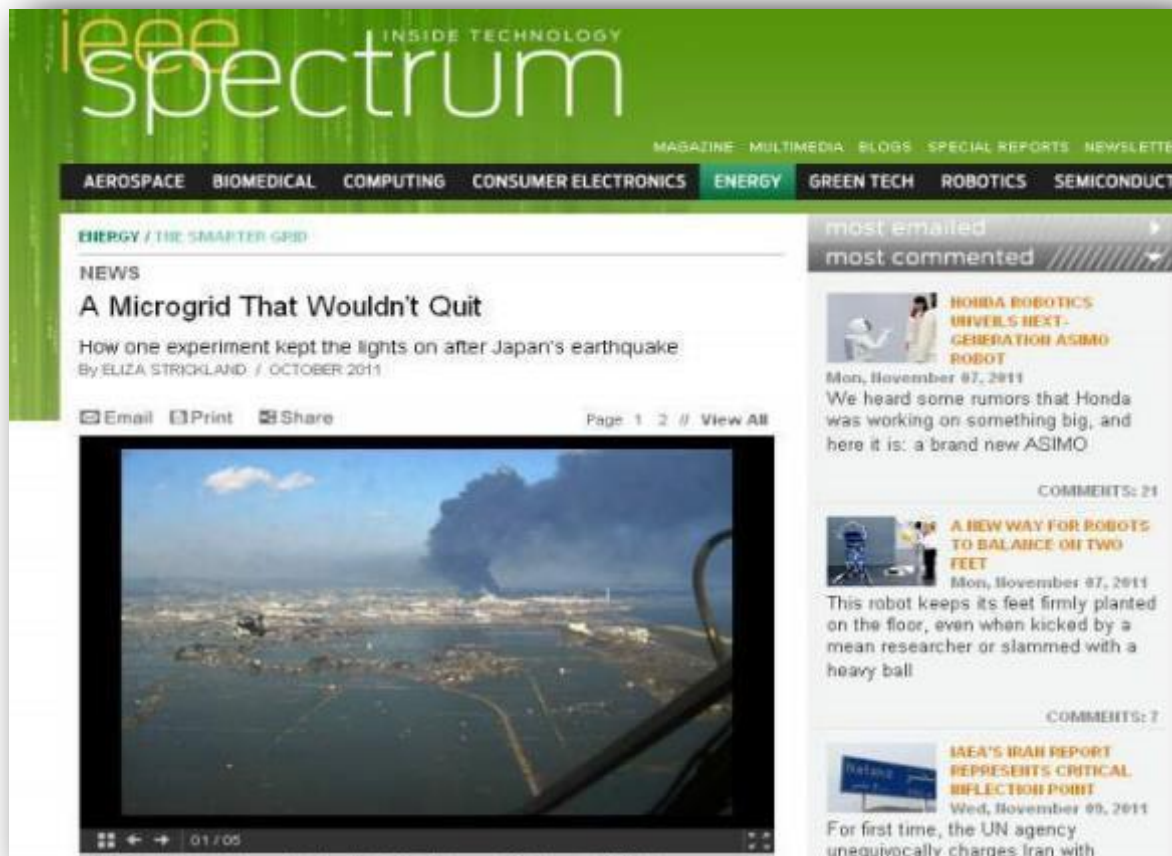 ieee
INSIDE TECHNOLOGY
spectrum
MAGAZINE MULTIMEDIA BLOGS SPECIAL REPORTS NEWSLETTE
AEROSPACE BIOMEDICAL COMPUTING CONSUMER ELECTRONICS ENERGY GREEN TECH ROBOTICS SEMICONDUCT
ENERGY / THE SMARTER GRID
NEWS
A Microgrid That Wouldn't Quit
How one experiment kept the lights on after Japan's earthquake
By ELIZA STRICKLAND / OCTOBER 2011
Email Print Share
Page 1 2 // View All
01 / 05
most emailed
most commented
HONDA ROBOTICS
UNVEILS NEXT-
GENERATION ASIMO
ROBOT
Mon, November 07, 2011
We heard some rumors that Honda
was working on something big, and
here it is: a brand new ASIMO
COMMENTS: 21
A NEW WAY FOR ROBOTS
TO BALANCE ON TWO
FEET
Mon, November 07, 2011
This robot keeps its feet firmly planted
on the floor, even when kicked by a
mean researcher or slammed with a
heavy ball
COMMENTS: 7
Natanz
IAEA'S IRAN REPORT
REPRESENTS CRITICAL
INFLECTION POINT
Wed, November 09, 2011
For first time, the UN agency
unequivocally charges Iran with